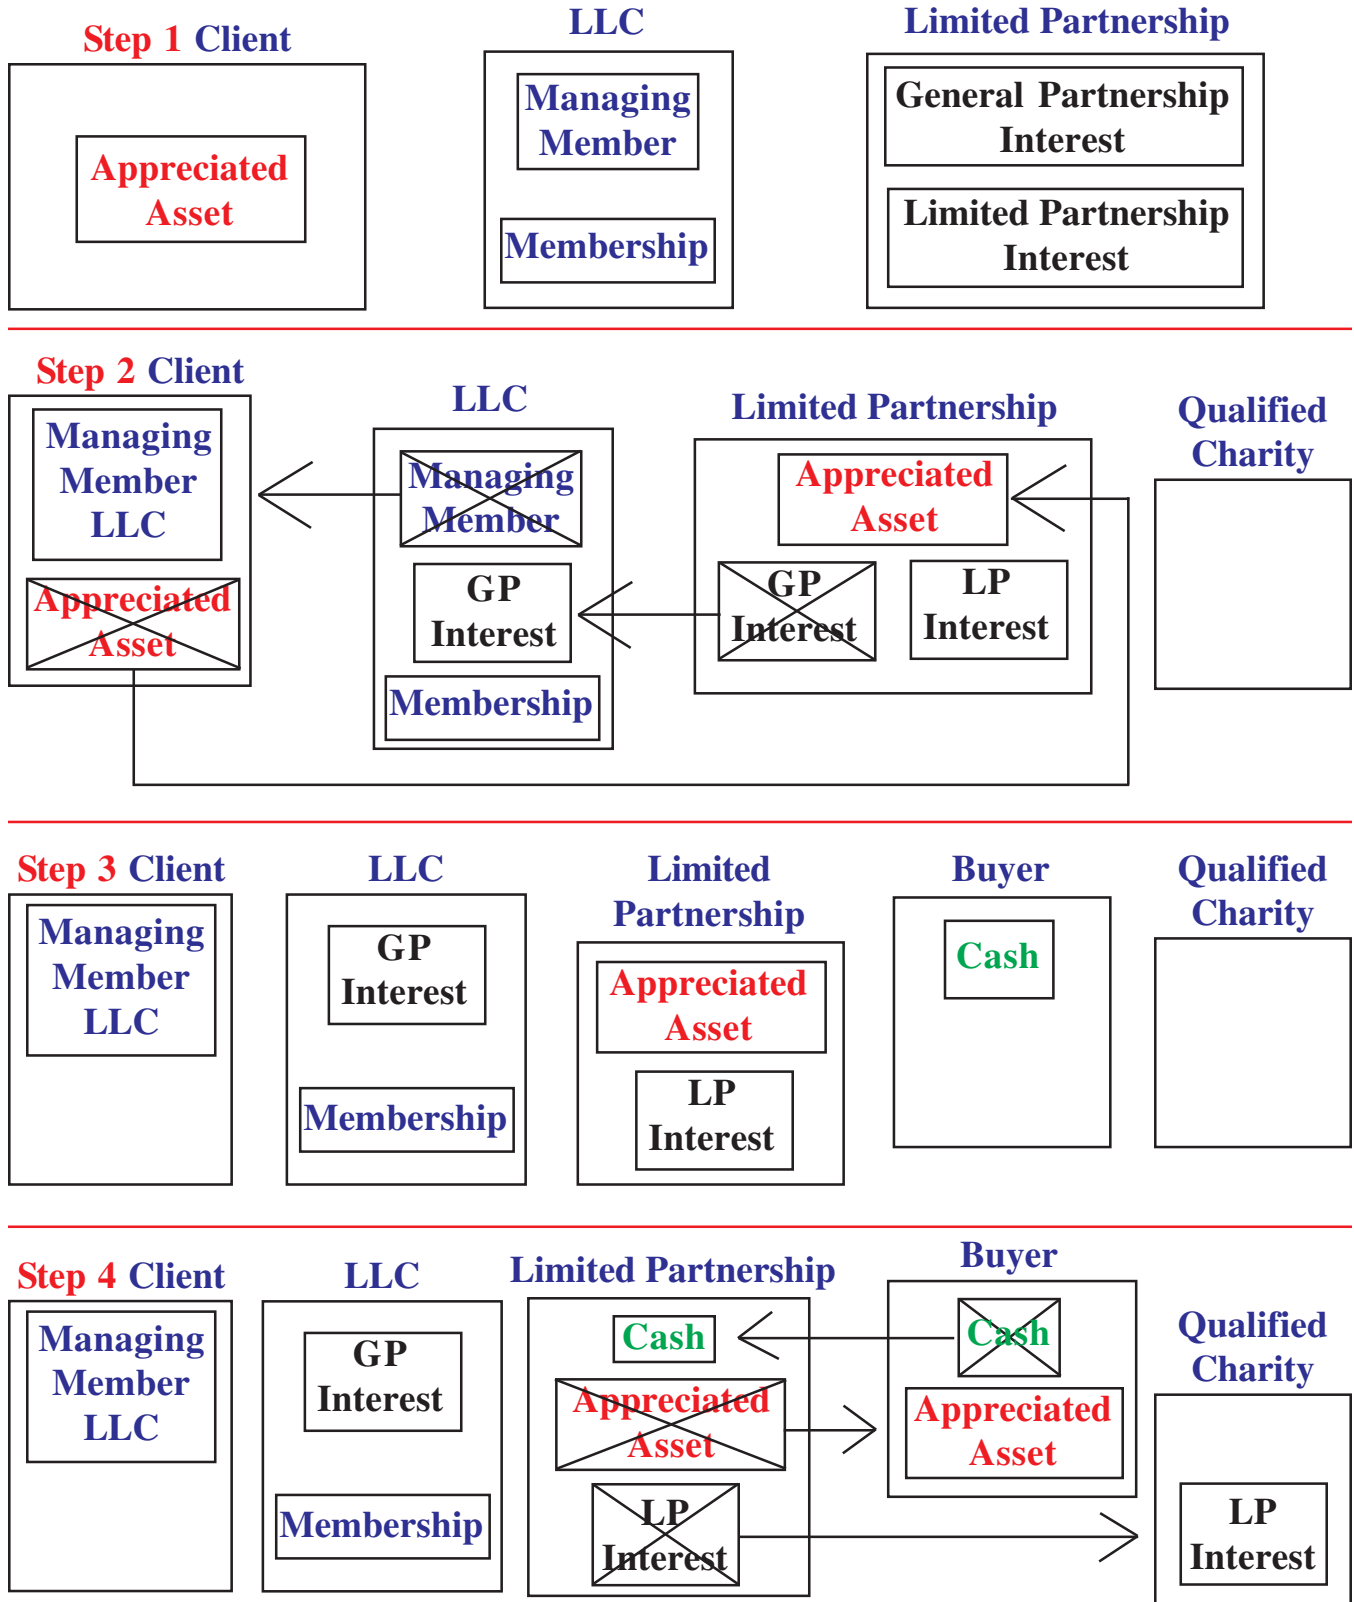 Step 1 Client
LLC
Limited Partnership
Appreciated
Asset
Managing
Member
Membership
General Partnership
Interest
Limited Partnership
Interest
Step 2 Client
LLC
Limited Partnership
Qualified
Charity
Managing
Member
LLC
Appreciated
Asset
Managing
Member
GP
Interest
Membership
Appreciated
Asset
GP
Interest
LP
Interest
Step 3 Client
LLC
Limited
Partnership
Buyer
Qualified
Charity
Managing
Member
LLC
GP
Interest
Membership
Appreciated
Asset
LP
Interest
Cash
Step 4 Client
LLC
Limited Partnership
Buyer
Qualified
Charity
Managing
Member
LLC
GP
Interest
Membership
Cash
Appreciated
Asset
LP
Interest
Cash
Appreciated
Asset
LP
Interest